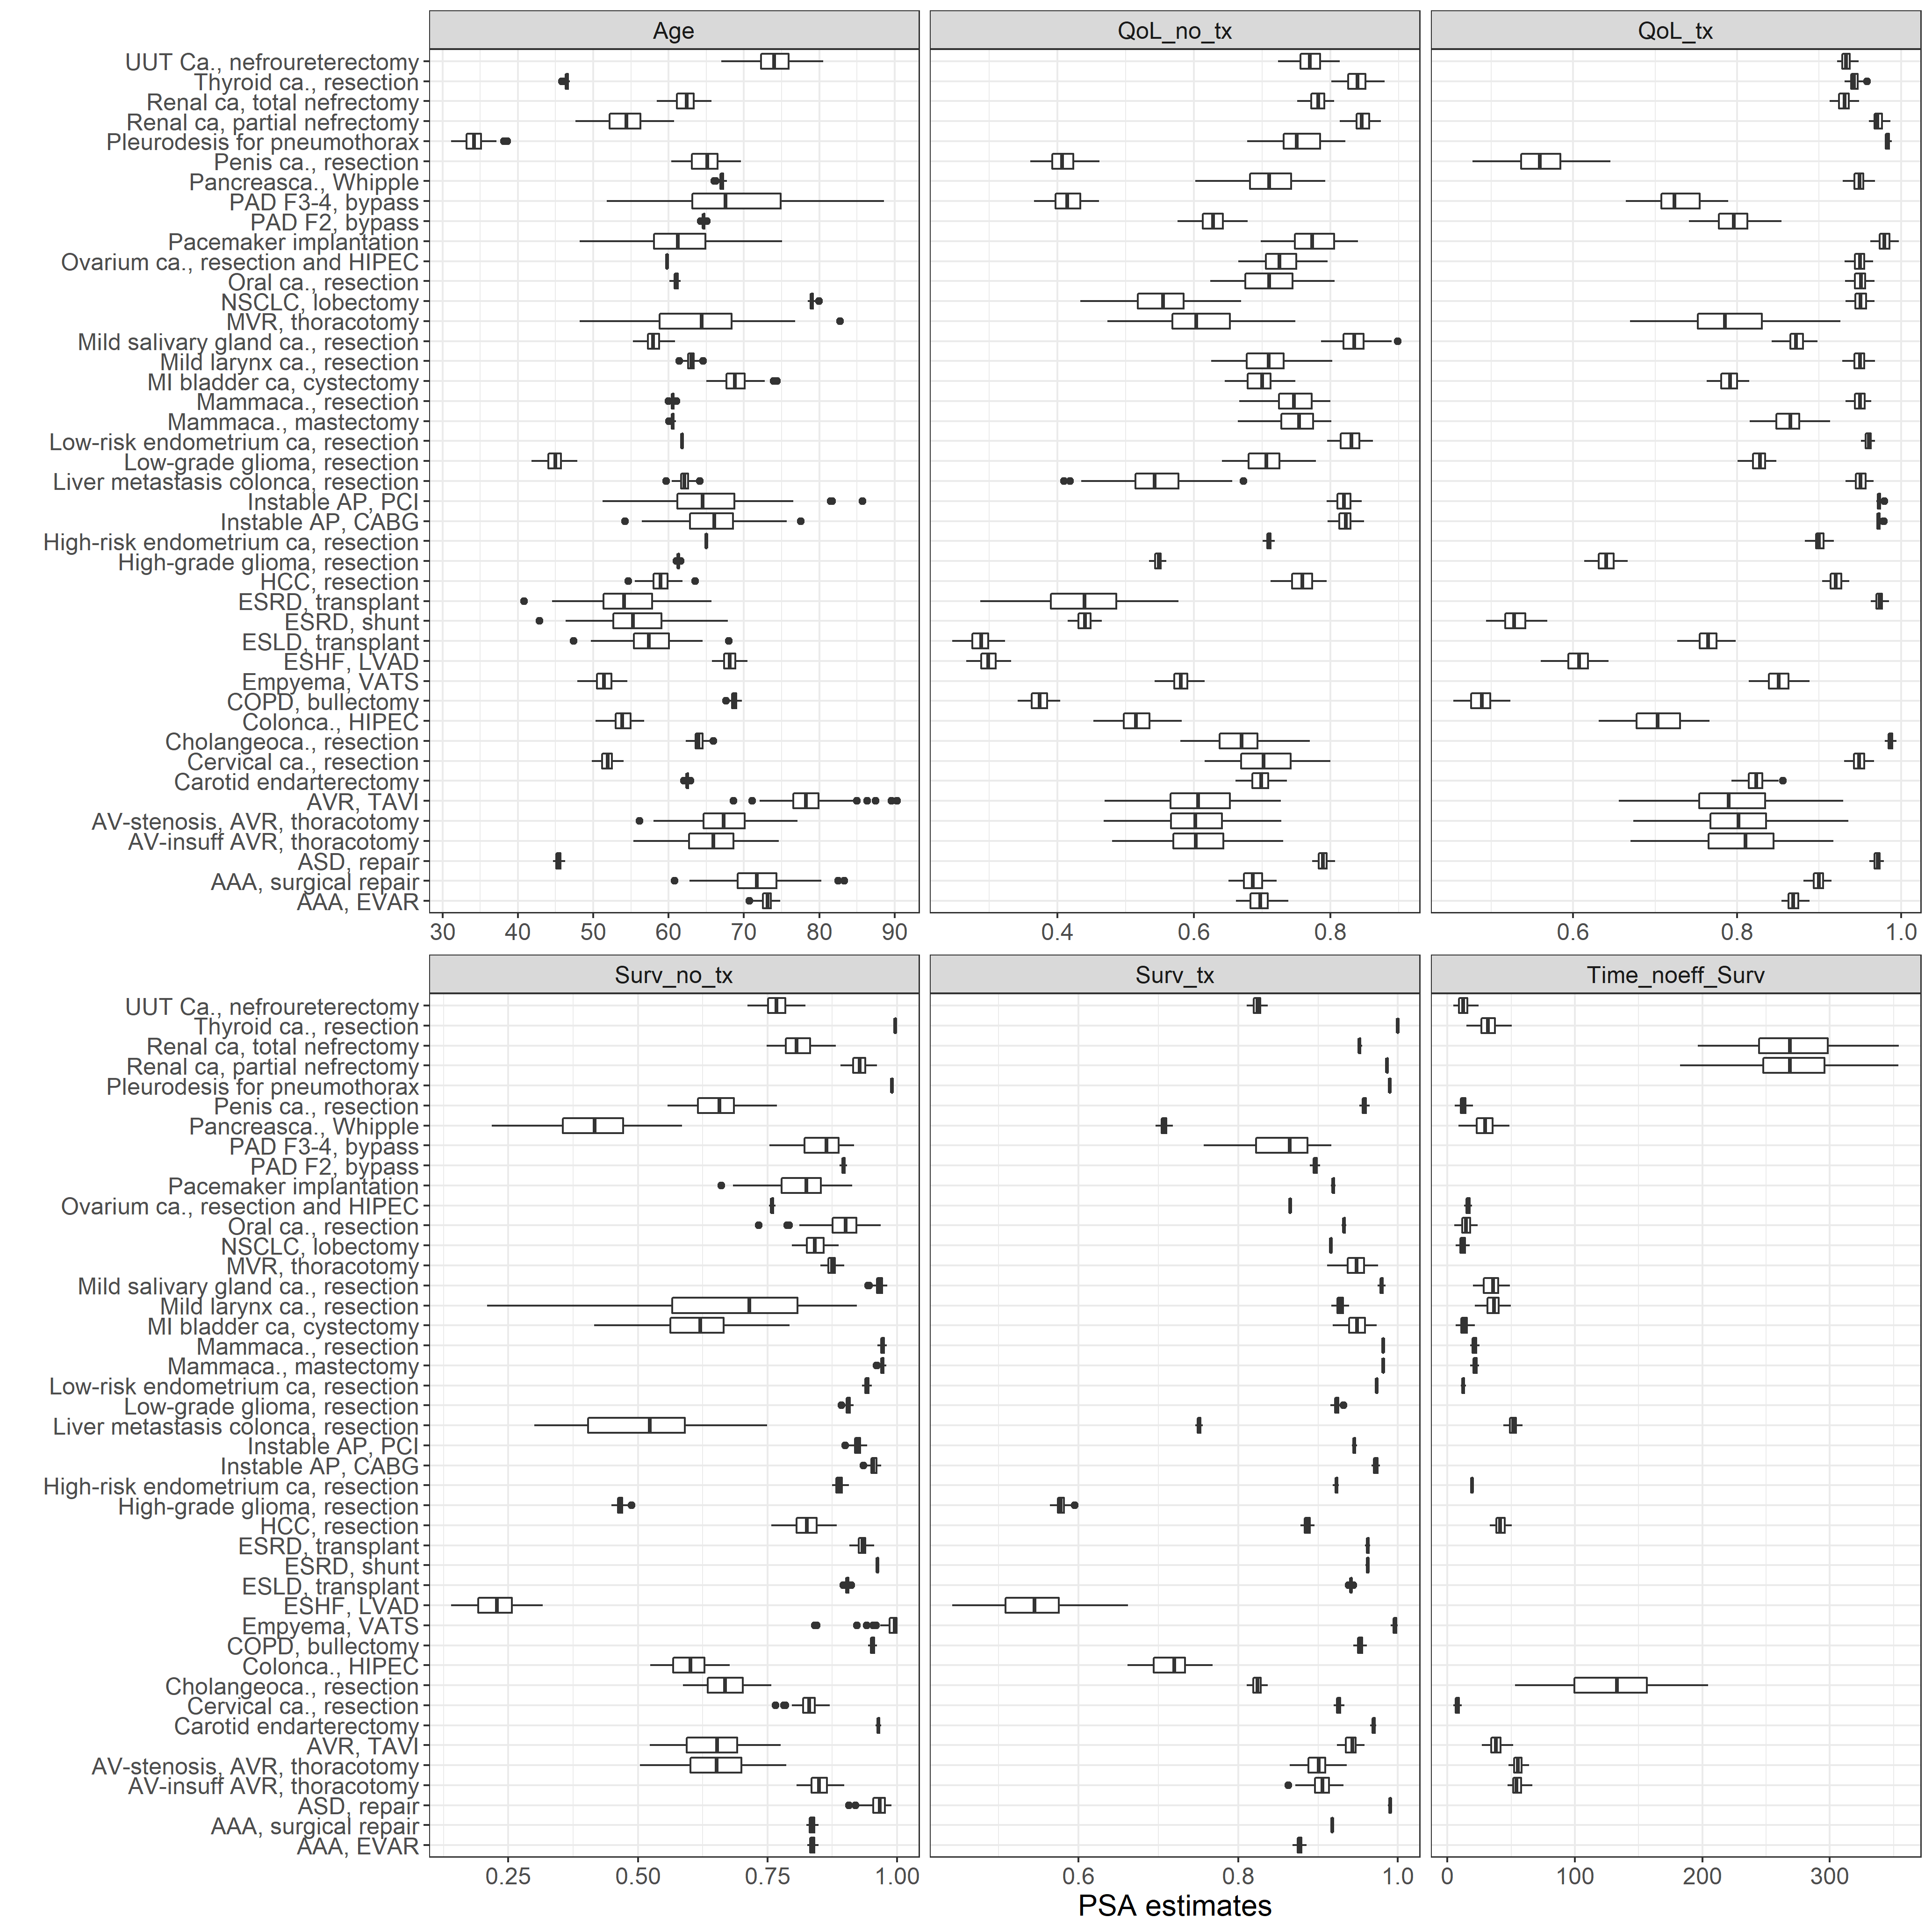 Age QoL_no_tx QoL_tx
UUT Ca., nefroureterectomy
Thyroid ca., resection
Renal ca, total nefrectomy
Renal ca, partial nefrectomy
Pleurodesis for pneumothorax
Penis ca., resection
Pancreasca., Whipple
PAD F3-4, bypass
PAD F2, bypass
Pacemaker implantation
Ovarium ca., resection and HIPEC
Oral ca., resection
NSCLC, lobectomy
MVR, thoracotomy
Mild salivary gland ca., resection
Mild larynx ca., resection
MI bladder ca, cystectomy
Mammaca., resection
Mammaca., mastectomy
Low-risk endometrium ca, resection
Low-grade glioma, resection
Liver metastasis colonca, resection
Instable AP, PCI
Instable AP, CABG
High-risk endometrium ca, resection
High-grade glioma, resection
HCC, resection
ESRD, transplant
ESRD, shunt
ESLD, transplant
ESHF, LVAD
Empyema, VATS
COPD, bullectomy
Colonca., HIPEC
Cholangeoca., resection
Cervical ca., resection
Carotid endarterectomy
AVR, TAVI
AV-stenosis, AVR, thoracotomy
AV-insuff AVR, thoracotomy
ASD, repair
AAA, surgical repair
AAA, EVAR
30 40 50 60 70 80 90 0.4 0.6 0.8 0.6 0.8 1.0
Surv_no_tx Surv_tx Time_noeff_Surv
UUT Ca., nefroureterectomy
Thyroid ca., resection
Renal ca, total nefrectomy
Renal ca, partial nefrectomy
Pleurodesis for pneumothorax
Penis ca., resection
Pancreasca., Whipple
PAD F3-4, bypass
PAD F2, bypass
Pacemaker implantation
Ovarium ca., resection and HIPEC
Oral ca., resection
NSCLC, lobectomy
MVR, thoracotomy
Mild salivary gland ca., resection
Mild larynx ca., resection
MI bladder ca, cystectomy
Mammaca., resection
Mammaca., mastectomy
Low-risk endometrium ca, resection
Low-grade glioma, resection
Liver metastasis colonca, resection
Instable AP, PCI
Instable AP, CABG
High-risk endometrium ca, resection
High-grade glioma, resection
HCC, resection
ESRD, transplant
ESRD, shunt
ESLD, transplant
ESHF, LVAD
Empyema, VATS
COPD, bullectomy
Colonca., HIPEC
Cholangeoca., resection
Cervical ca., resection
Carotid endarterectomy
AVR, TAVI
AV-stenosis, AVR, thoracotomy
AV-insuff AVR, thoracotomy
ASD, repair
AAA, surgical repair
AAA, EVAR
0.25 0.50 0.75 1.00 0.6 0.8 1.0 0 100 200 300
PSA estimates